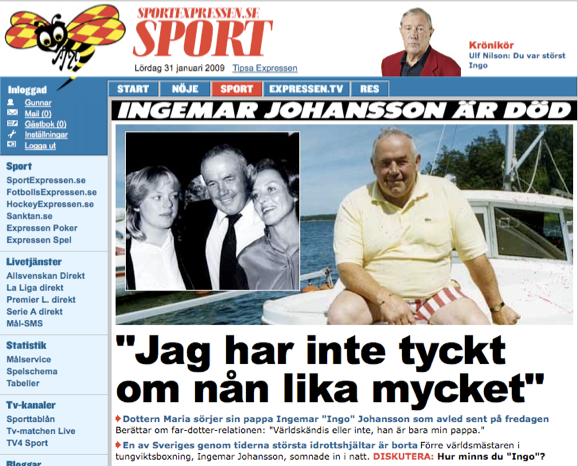 SPORTEXPRESSEN.SE
SPORT
Lördag 31 januari 2009 Tipsa Expressen
Krönikör
Ulf Nilson: Du var störst
Ingo
Inloggad
Gunnar
Mail (0)
Gästbok (0)
Inställningar
Logga ut
START NÖJE SPORT EXPRESSEN.TV RES
INGEMAR JOHANSSON ÄR DÖD
Sport
SportExpressen.se
FotbollsExpressen.se
HockeyExpressen.se
Sanktan.se
Expressen Poker
Expressen Spel
Livetjänster
Allsvenskan Direkt
La Liga direkt
Premier L. direkt
Serie A direkt
Mål-SMS
Statistik
Målservice
Spelschema
Tabeller
Tv-kanaler
Sporttablån
Tv-matchen Live
TV4 Sport
Bloggar
"Jag har inte tyckt
om nån lika mycket"
Dottern Maria sörjer sin pappa Ingemar "Ingo" Johansson som avled sent på fredagen
Berättar om far-dotter-relationen: "Världskändis eller inte, han är bara min pappa."
En av Sveriges genom tiderna största idrottshjältar är borta Förre världsmästaren i
tungviktsboxning, Ingemar Johansson, somnade in i natt. DISKUTERA: Hur minns du "Ingo"?